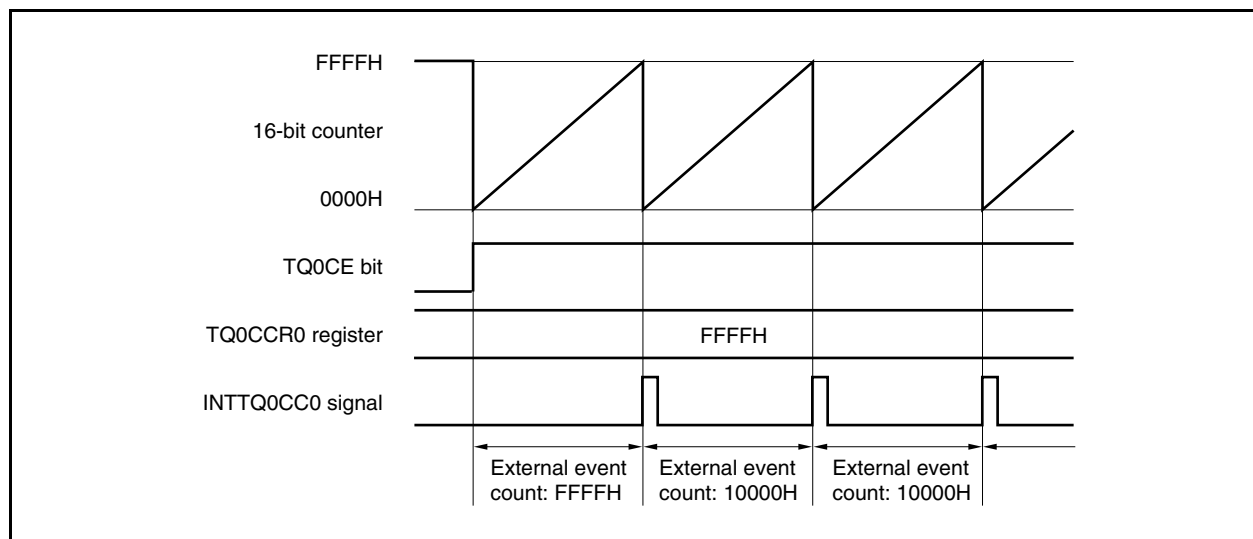 FFFFH
16-bit counter
0000H
TQ0CE bit
TQ0CCR0 register
FFFFH
INTTQ0CC0 signal
External event
count: FFFFH
External event
count: 10000H
External event
count: 10000H